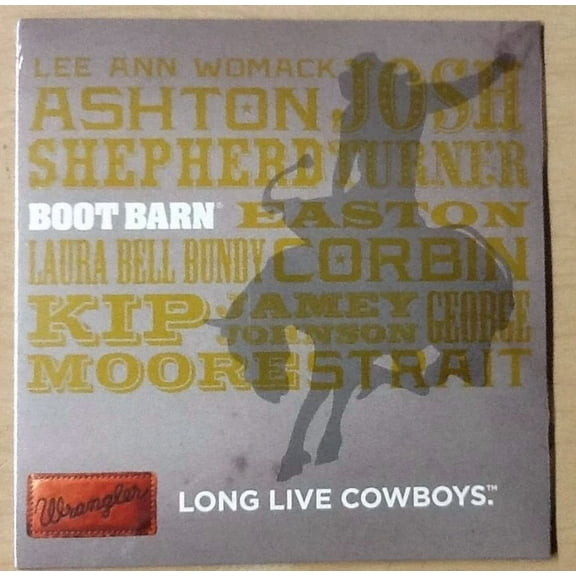 LEE ANN WOMACK
JOSH
ASHTON
SHEPHERD
TURNER
BOOT BARN®
EASTON
LAURA BELL BUNDY
CORBIN
KIP
JAMEY
JOHNSON
GEORGE
MOORE
STRAIT
Wrangler
LONG LIVE COWBOYS.™